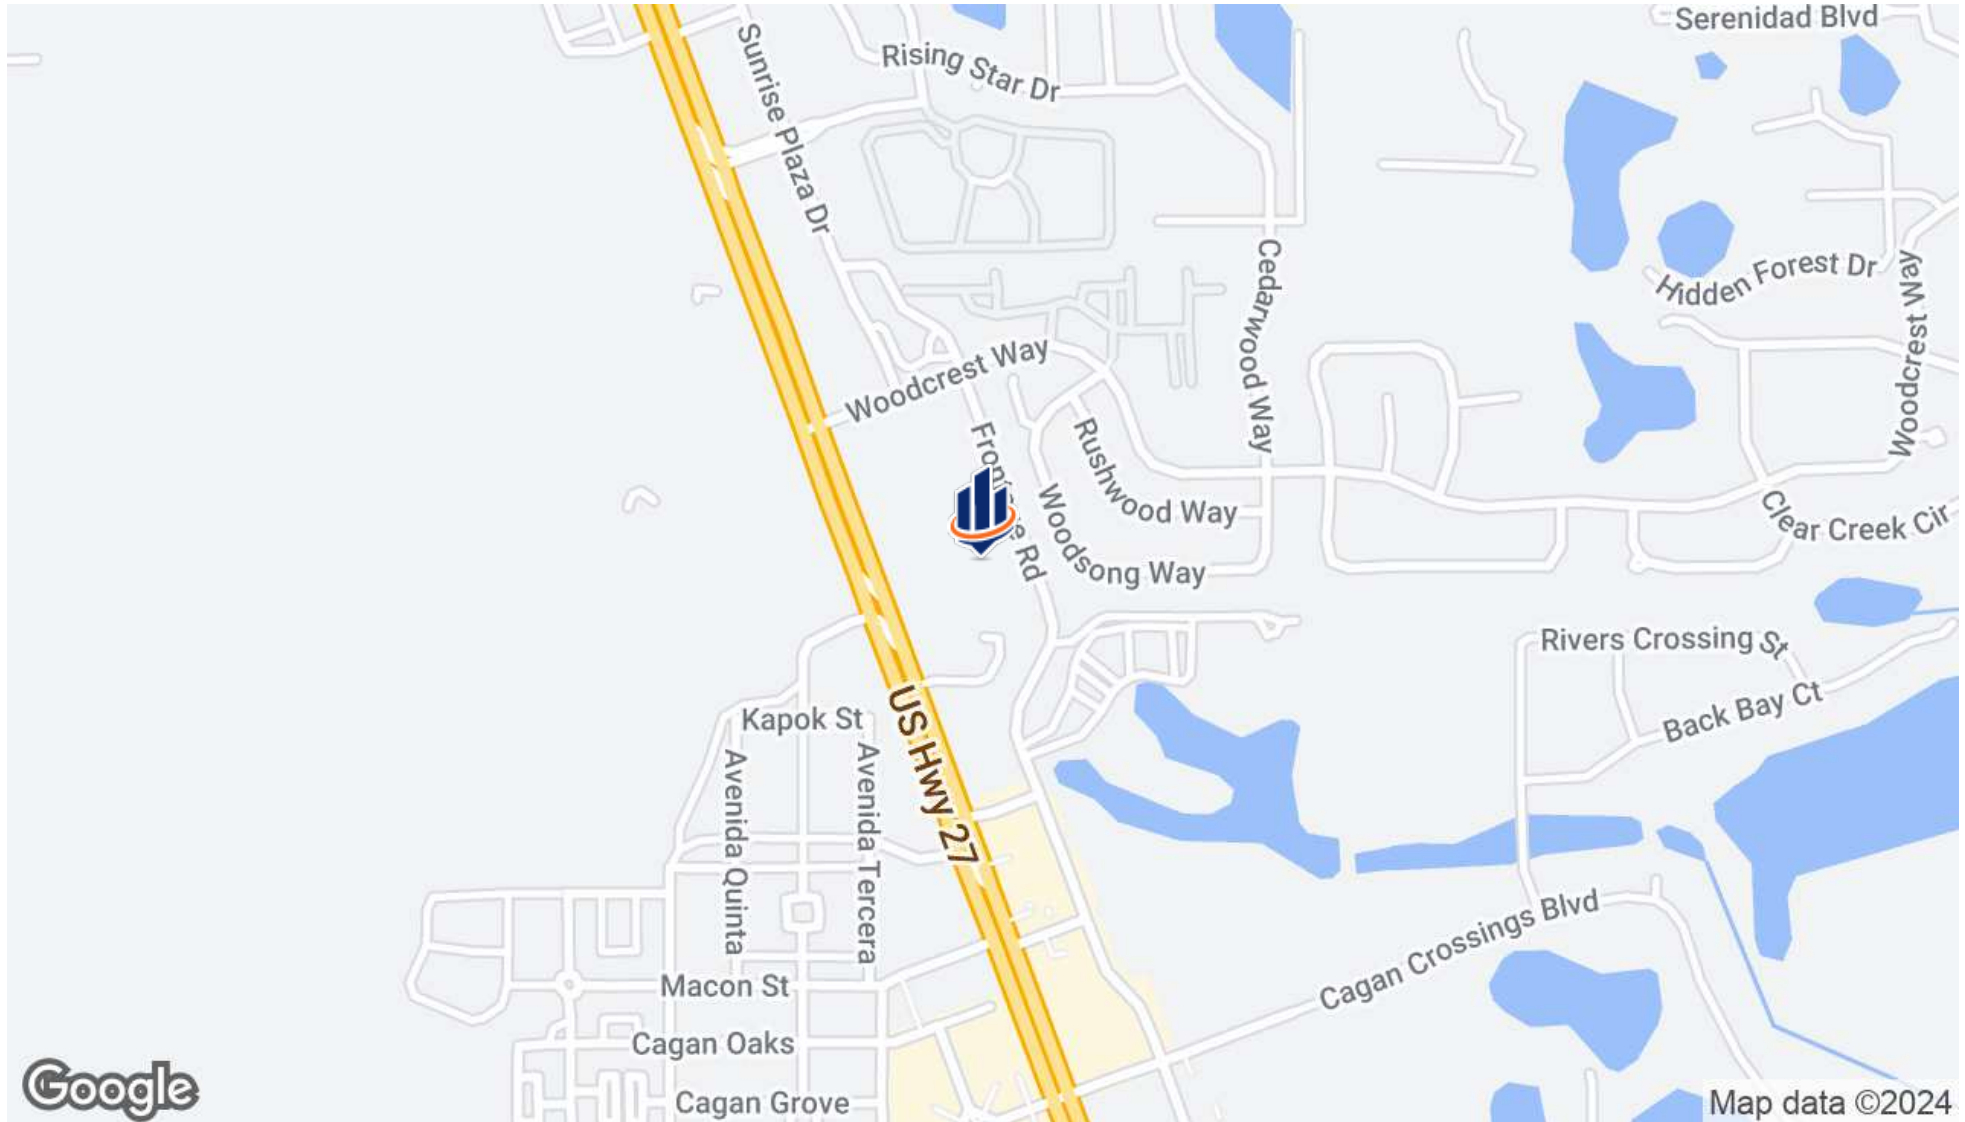 Serenidad Blvd
Sunrise Plaza Dr
Rising Star Dr
Cedarwood Way
Hidden Forest Dr
Woodcrest Way
Woodcrest Way
Rushwood Way
Woodsong Way
Clear Creek Cir
Rivers Crossing St
Back Bay Ct
Kapok St
US Hwy 27
Avenida Quinta
Avenida Tercera
Cagan Crossings Blvd
Macon St
Cagan Oaks
Cagan Grove
Google
Map data ©2024
Rd